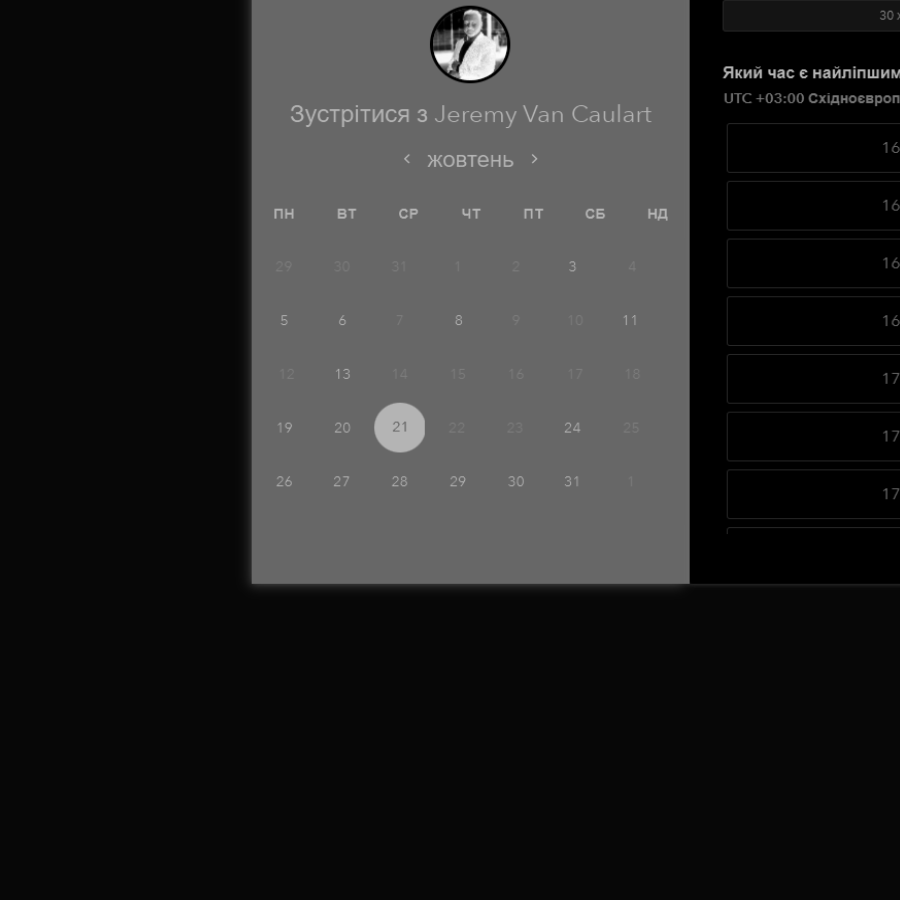 Зустрітися з Jeremy Van Caulart
жовтень
ПН ВТ СР ЧТ ПТ СБ НД
29 30 31 1 2 3 4
5 6 7 8 9 10 11
12 13 14 15 16 17 18
19 20 21 22 23 24 25
26 27 28 29 30 31 1
30
Який час є найліпшим
UTC +03:00
16
16
16
16
17
17
17